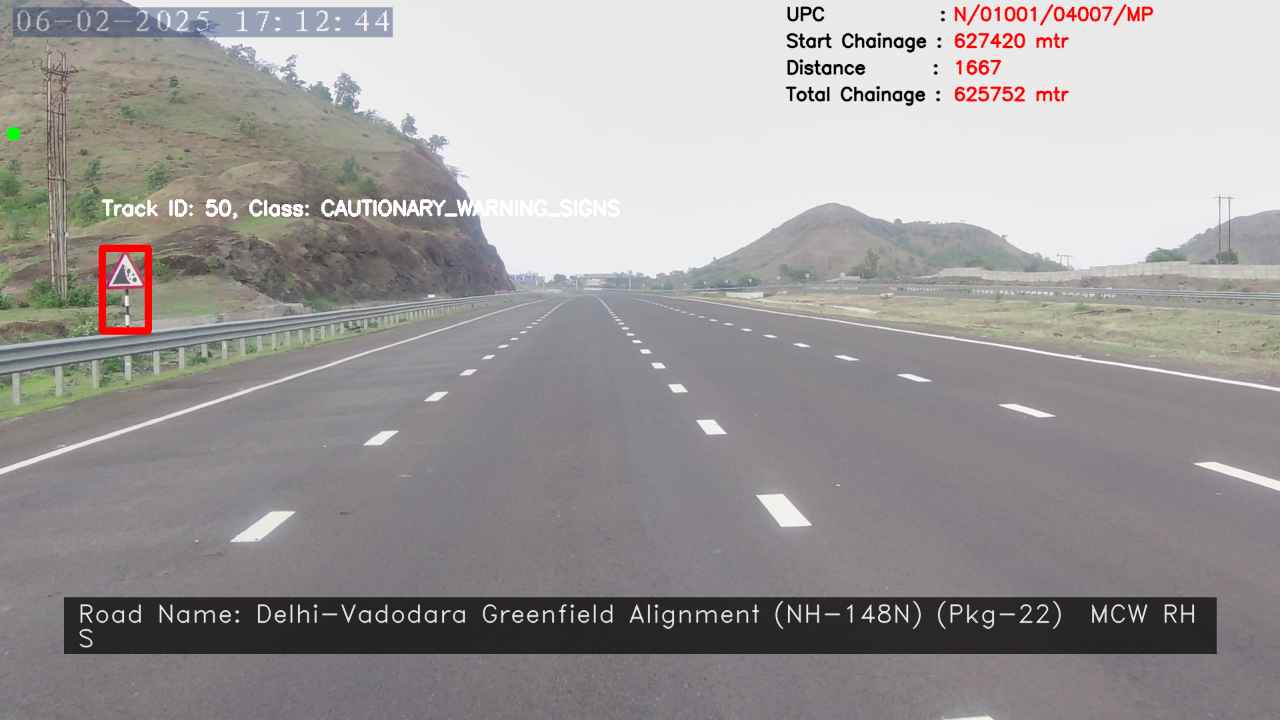 06-02-2025 17:12:44
UPC : N/01001/04007/MP
Start Chainage : 627420 mtr
Distance : 1667
Total Chainage : 625752 mtr
Track ID: 50, Class: CAUTIONARY_WARNING_SIGNS
Road Name: Delhi-Vadodara Greenfield Alignment (NH-148N) (Pkg-22) MCW RH
S